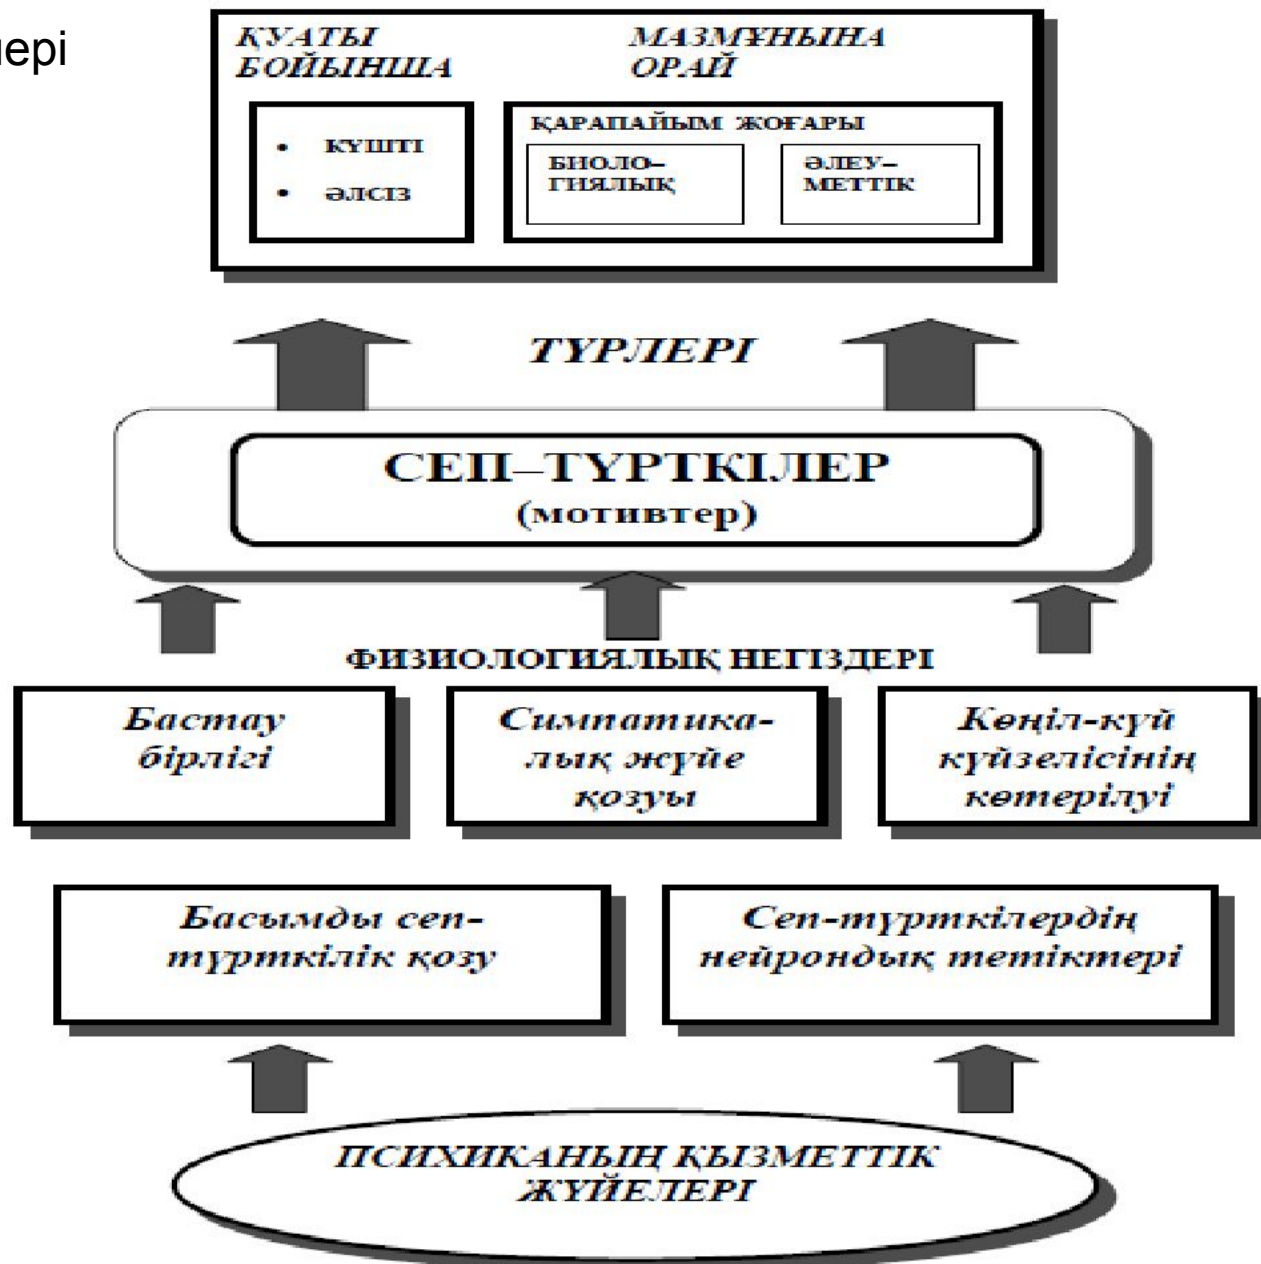 лері
ҚУАТЫ
БОЙЫНША
МАЗМҰНЫНА
ОРАЙ
• КҮШТІ
• ӘЛСІЗ
ҚАРАПАЙЫМ ЖОҒАРЫ
БИОЛО–
ГИЯЛЫҚ
ӘЛЕУ–
МЕТТІК
ТҮРЛЕРІ
СЕП–ТҮРТКІЛЕР
(мотивтер)
ФИЗИОЛОГИЯЛЫҚ НЕГІЗДЕРІ
Бастау
бірлігі
Симпатика-
лық жүйе
қозуы
Көңіл-күй
күйзелісінің
көтерілуі
Басымды сеп-
түрткілік қозу
Сеп-түрткілердің
нейрондық тетіктері
ПСИХИКАНЫҢ ҚЫЗМЕТТІК
ЖҮЙЕЛЕРІ